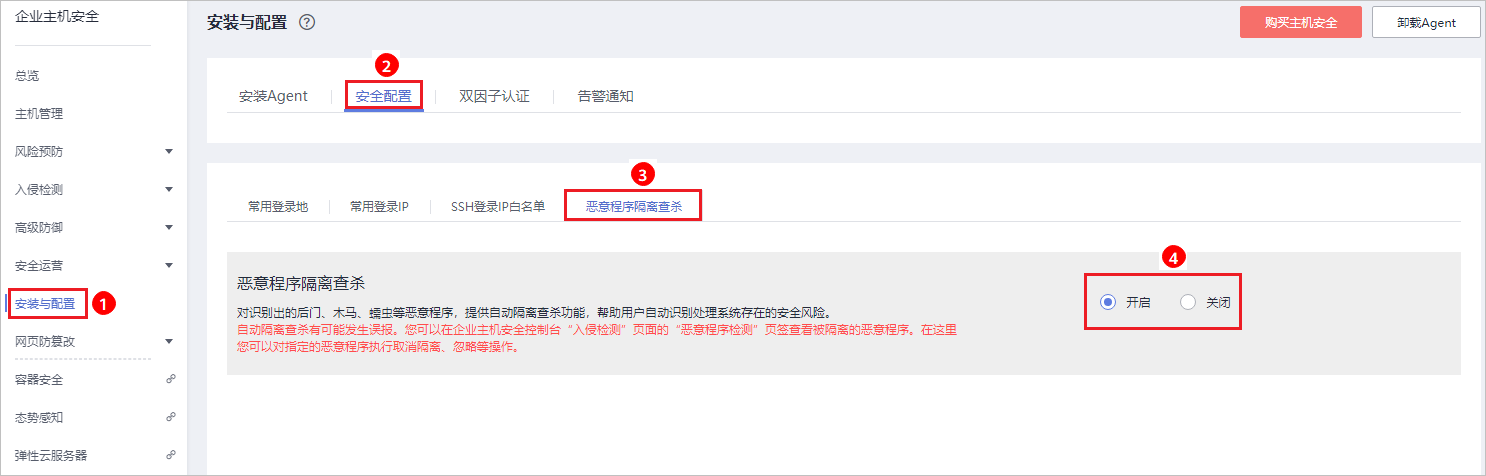 企业主机安全
总览
主机管理
风险预防
入侵检测
高级防御
安全运营
安装与配置 1
网页防篡改
容器安全
态势感知
弹性云服务器
安装与配置 ?
购买主机安全 卸载Agent
2
安装Agent 安全配置 双因子认证 告警通知
3
常用登录地 常用登录IP SSH登录IP白名单 恶意程序隔离查杀
4
恶意程序隔离查杀
开启 关闭
对识别出的后门、木马、蠕虫等恶意程序，提供自动隔离查杀功能，帮助用户自动识别处理系统存在的安全风险。
自动隔离查杀有可能发生误报。您可以在企业主机安全控制台“入侵检测”页面的“恶意程序检测”页签查看被隔离的恶意程序。在这里
您可以对指定的恶意程序执行取消隔离、忽略等操作。